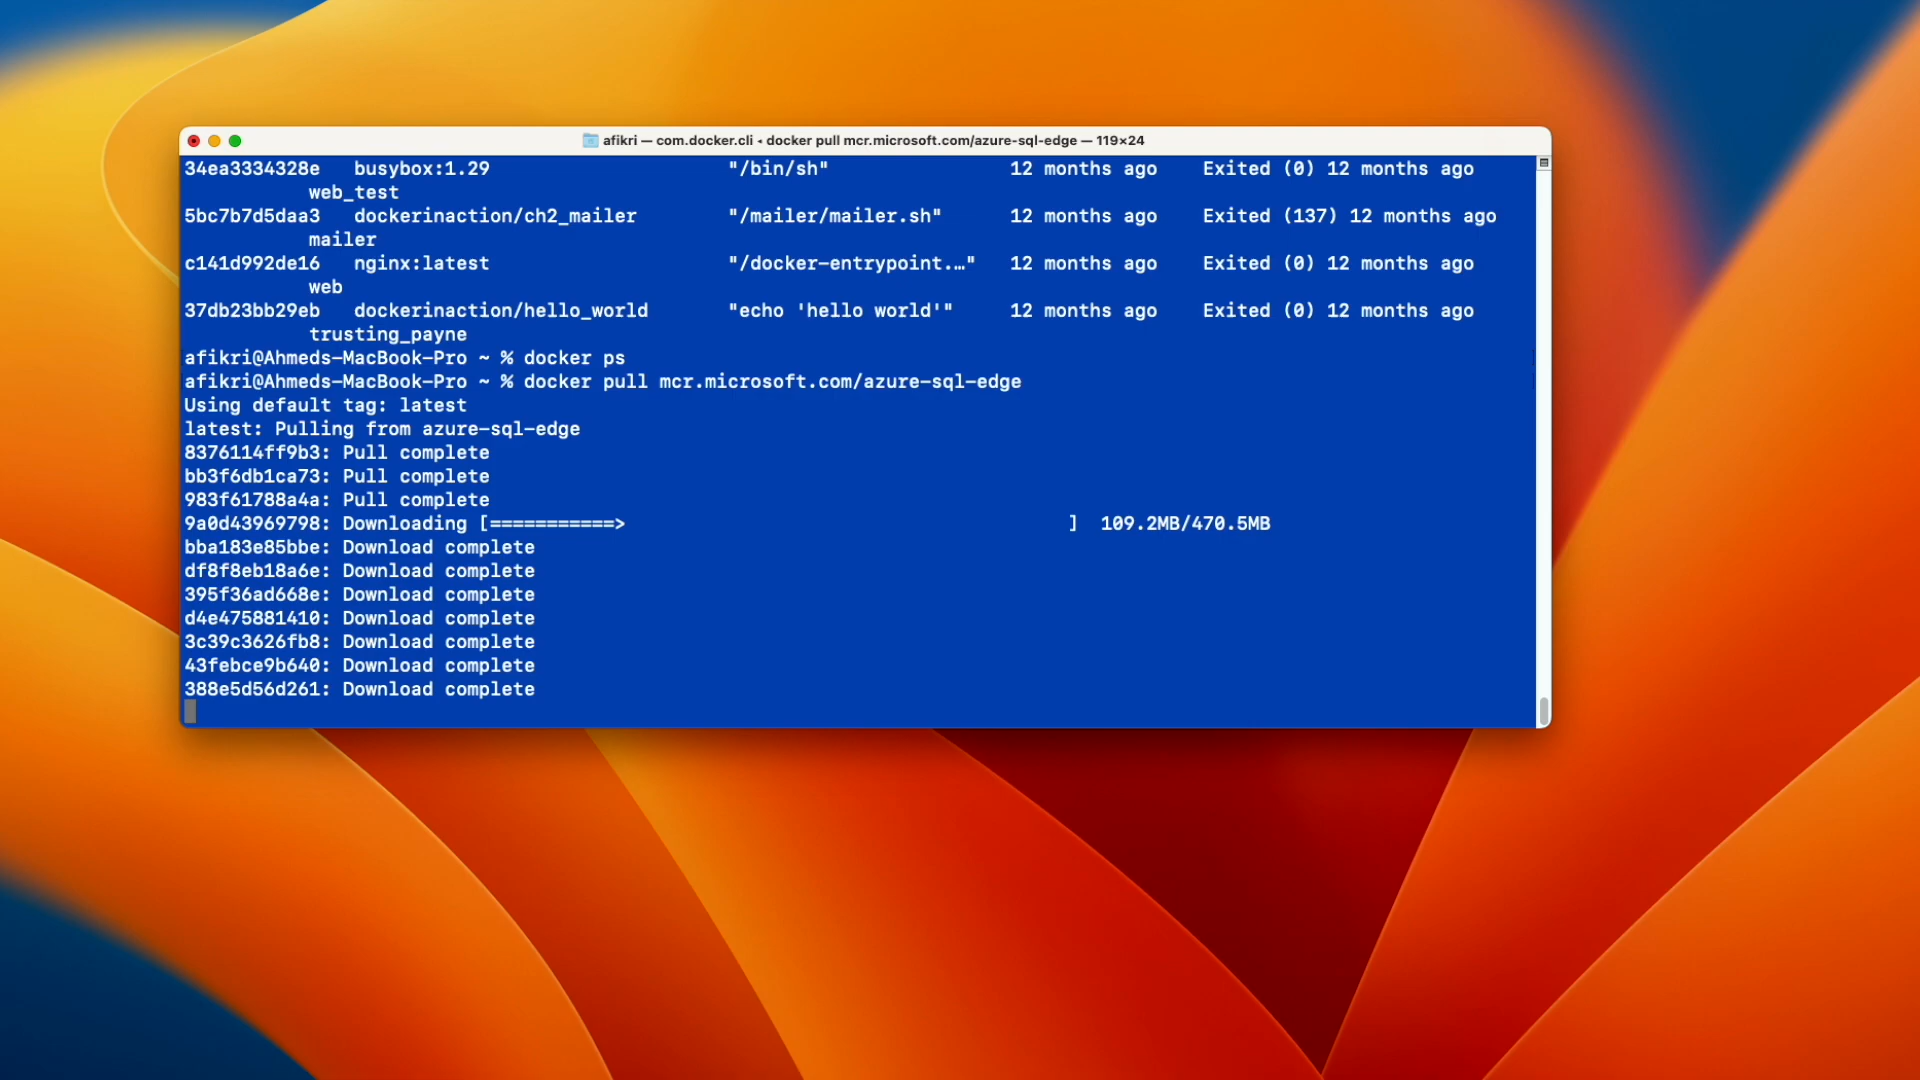 afikri — com.docker.cli ◂ docker pull mcr.microsoft.com/azure-sql-edge — 119×24
34ea3334328e   busybox:1.29                     "/bin/sh"                12 months ago    Exited (0) 12 months ago
           web_test
5bc7b7d5daa3   dockerinaction/ch2_mailer        "/mailer/mailer.sh"      12 months ago    Exited (137) 12 months ago
           mailer
c141d992de16   nginx:latest                     "/docker-entrypoint.…"   12 months ago    Exited (0) 12 months ago
           web
37db23bb29eb   dockerinaction/hello_world       "echo 'hello world'"     12 months ago    Exited (0) 12 months ago
           trusting_payne
afikri@Ahmeds-MacBook-Pro ~ % docker ps
afikri@Ahmeds-MacBook-Pro ~ % docker pull mcr.microsoft.com/azure-sql-edge
Using default tag: latest
latest: Pulling from azure-sql-edge
8376114ff9b3: Pull complete
bb3f6db1ca73: Pull complete
983f61788a4a: Pull complete
9a0d43969798: Downloading [===========>                                       ]  109.2MB/470.5MB
bba183e85bbe: Download complete
df8f8eb18a6e: Download complete
395f36ad668e: Download complete
d4e475881410: Download complete
3c39c3626fb8: Download complete
43febce9b640: Download complete
388e5d56d261: Download complete